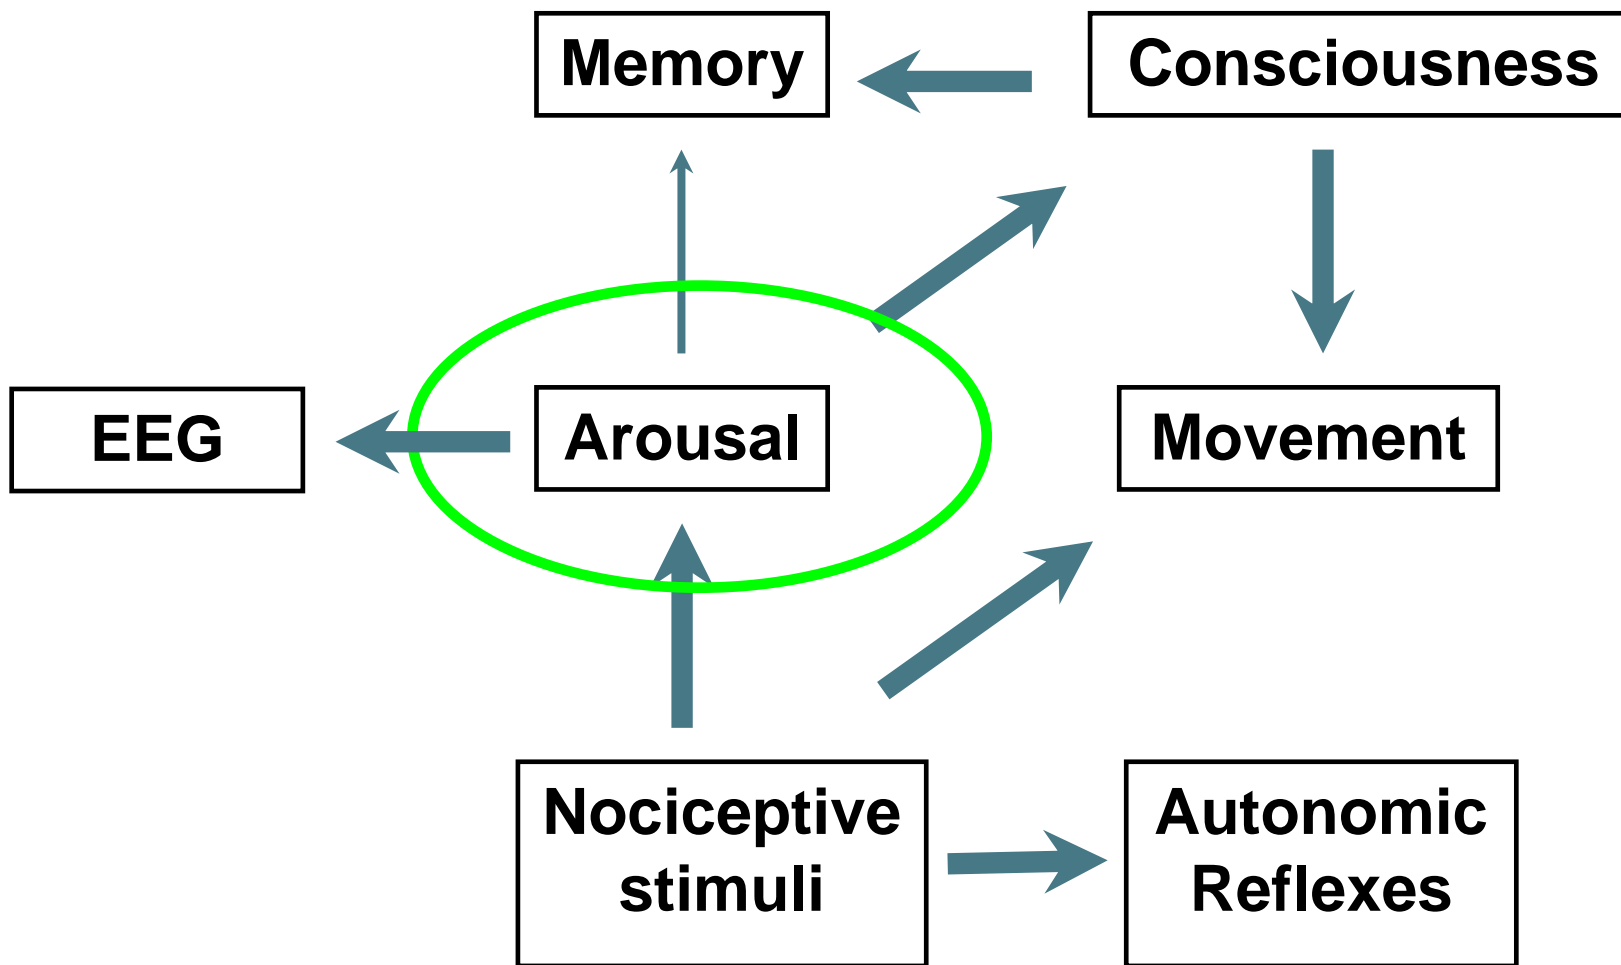 Memory
Consciousness
EEG
Arousal
Movement
Nociceptive
stimuli
Autonomic
Reflexes